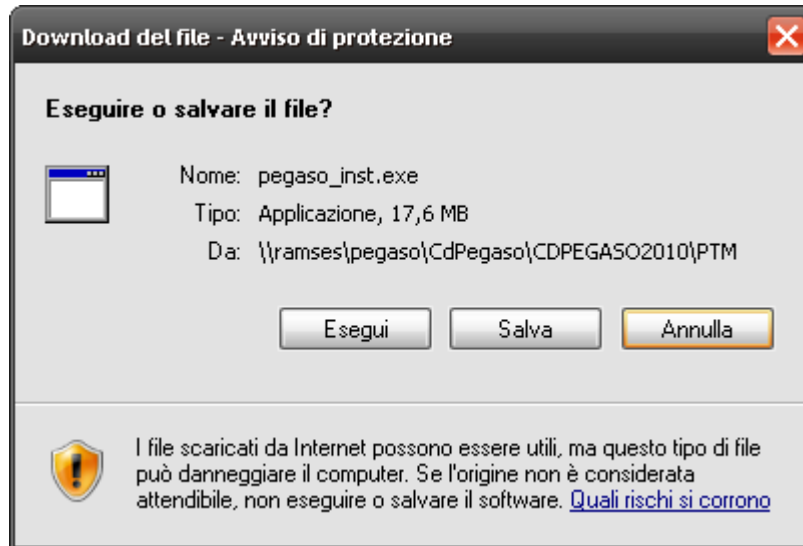 Download del file - Avviso di protezione
Eseguire o salvare il file?
Nome: pegaso_inst.exe
Tipo: Applicazione, 17,6 MB
Da: \\ramses\pegaso\CdPegaso\CDPEGASO2010\PTM
Esegui Salva Annulla
I file scaricati da Internet possono essere utili, ma questo tipo di file
può danneggiare il computer. Se l'origine non è considerata
attendibile, non eseguire o salvare il software. Quali rischi si corrono